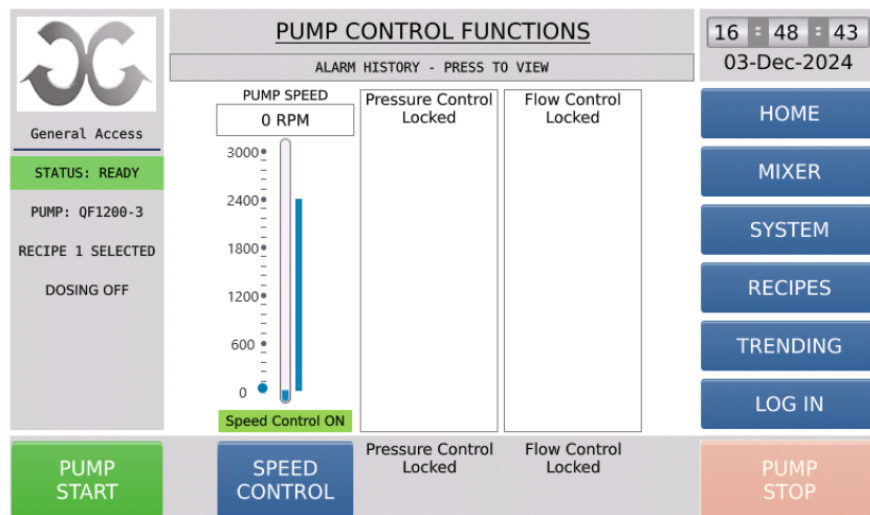 PUMP CONTROL FUNCTIONS
16 : 48 : 43
03-Dec-2024
ALARM HISTORY - PRESS TO VIEW
General Access
STATUS: READY
PUMP: QF1200-3
RECIPE 1 SELECTED
DOSING OFF
PUMP SPEED
0 RPM
3000
2400
1800
1200
600
0
Speed Control ON
Pressure Control
Locked
Flow Control
Locked
HOME
MIXER
SYSTEM
RECIPES
TRENDING
LOG IN
PUMP
START
SPEED
CONTROL
Pressure Control
Locked
Flow Control
Locked
PUMP
STOP